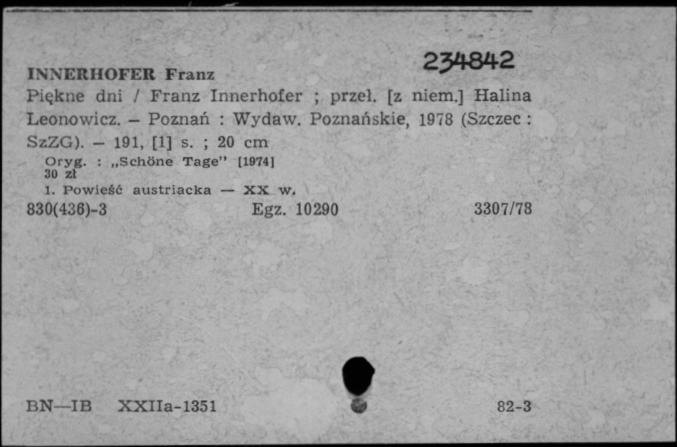 234842
INNERHOFER Franz
Piękne dni / Franz Innerhofer ; przeł. [z niem.] Halina
Leonowicz. — Poznań : Wydaw. Poznańskie, 1978 (Szczec :
SzZG). — 191, [1] s. ; 20 cm
Oryg. : „Schöne Tage" [1974]
30 zł
1. Powieść austriacka — XX w.
830(436)-3 Egz. 10290 3307/78
BN—IB XXIIa-1351 82-3